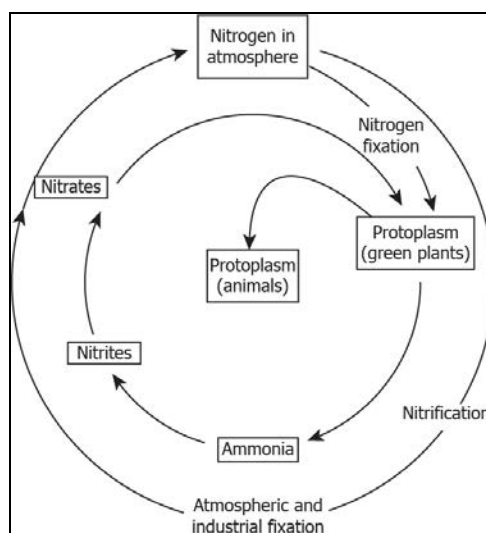 Nitrogen in
atmosphere
Nitrogen
fixation
Nitrates
Protoplasm
(green plants)
Protoplasm
(animals)
Nitrites
Nitrification
Ammonia
Atmospheric and
industrial fixation